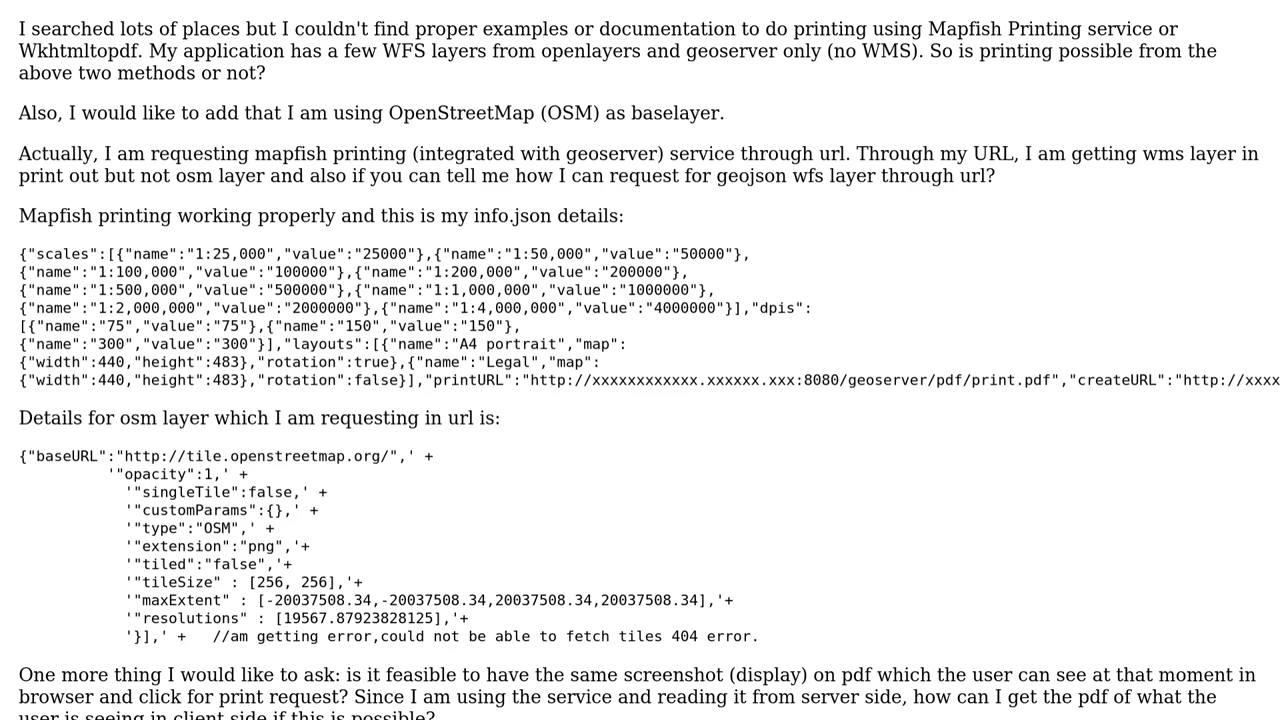 I searched lots of places but I couldn't find proper examples or documentation to do printing using Mapfish Printing service or
Wkhtmltopdf. My application has a few WFS layers from openlayers and geoserver only (no WMS). So is printing possible from the
above two methods or not?
Also, I would like to add that I am using OpenStreetMap (OSM) as baselayer.
Actually, I am requesting mapfish printing (integrated with geoserver) service through url. Through my URL, I am getting wms layer in
print out but not osm layer and also if you can tell me how I can request for geojson wfs layer through url?
Mapfish printing working properly and this is my info.json details:
{"scales":[{"name":"1:25,000","value":"25000"},{"name":"1:50,000","value":"50000"},
{"name":"1:100,000","value":"100000"},{"name":"1:200,000","value":"200000"},
{"name":"1:500,000","value":"500000"},{"name":"1:1,000,000","value":"1000000"},
{"name":"1:2,000,000","value":"2000000"},{"name":"1:4,000,000","value":"4000000"}],"dpis":
[{"name":"75","value":"75"},{"name":"150","value":"150"},
{"name":"300","value":"300"}],"layouts":[{"name":"A4 portrait","map":
{"width":440,"height":483},"rotation":true},{"name":"Legal","map":
{"width":440,"height":483},"rotation":false}],"printURL":"http://xxxxxxxxxxxx.xxxxxx.xxx:8080/geoserver/pdf/print.pdf","createURL":"http://xxxx
Details for osm layer which I am requesting in url is:
{"baseURL":"http://tile.openstreetmap.org/",' +
'"opacity":1,' +
'"singleTile":false,' +
'"customParams":{},' +
'"type":"OSM",' +
'"extension":"png",'+
'"tiled":"false",'+
'"tileSize" : [256, 256],'+
'"maxExtent" : [-20037508.34,-20037508.34,20037508.34,20037508.34],'+
'"resolutions" : [19567.87923828125],'+
'}],' +   //am getting error,could not be able to fetch tiles 404 error.
One more thing I would like to ask: is it feasible to have the same screenshot (display) on pdf which the user can see at that moment in
browser and click for print request? Since I am using the service and reading it from server side, how can I get the pdf of what the
user is seeing in client side if this is possible?